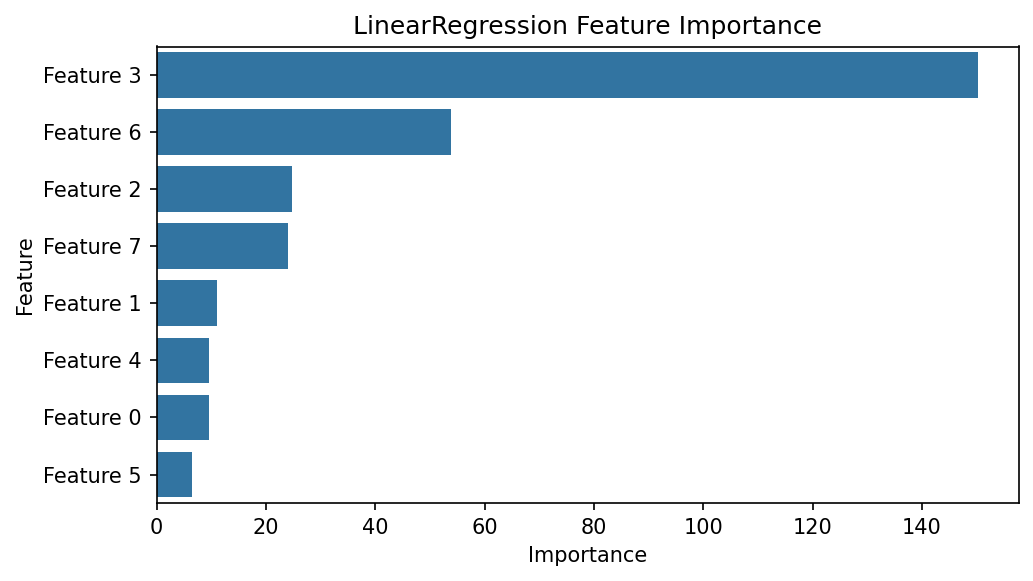 LinearRegression Feature Importance
Feature 3
Feature 6
Feature 2
Feature 7
Feature 1
Feature 4
Feature 0
Feature 5
Feature
0 20 40 60 80 100 120 140
Importance